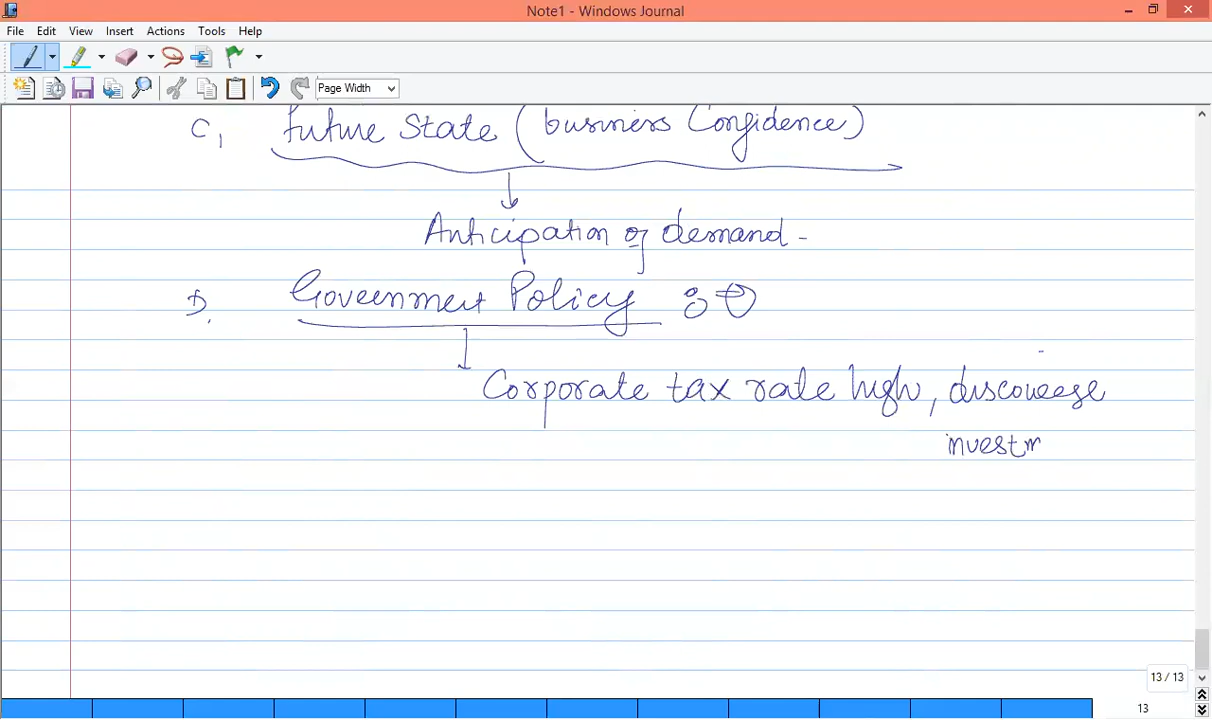 Note1 - Windows Journal
File Edit View Insert Actions Tools Help
Page Width
C, Future State (business Confidence)
Anticipation of demand -
D. Government Policy :
Corporate tax rate high, discourage
investm
13 / 13
13